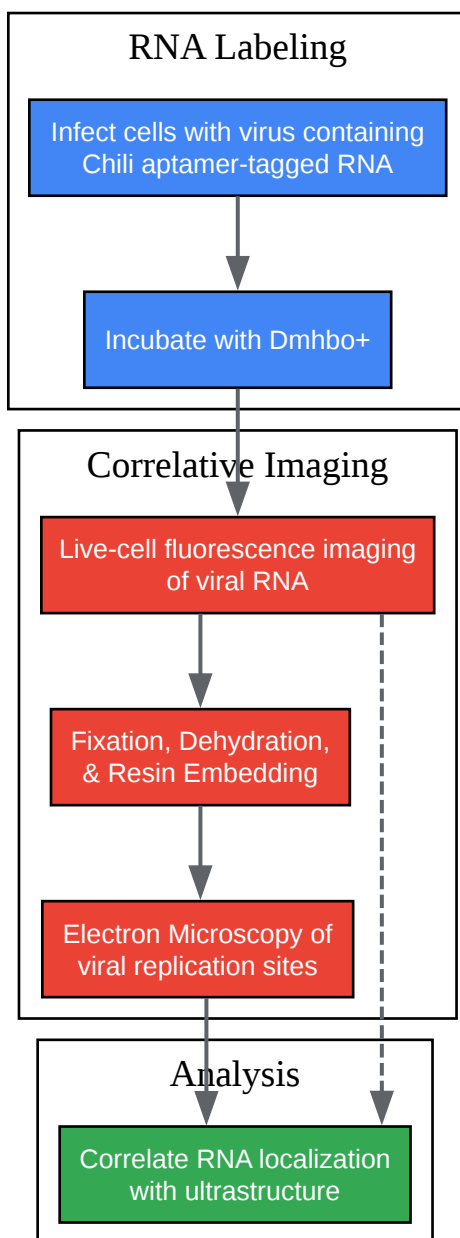 RNA Labeling
Infect cells with virus containing
Chili aptamer-tagged RNA
Incubate with Dmhbo+
Correlative Imaging
Live-cell fluorescence imaging
of viral RNA
Fixation, Dehydration,
& Resin Embedding
Electron Microscopy of
viral replication sites
Analysis
Correlate RNA localization
with ultrastructure